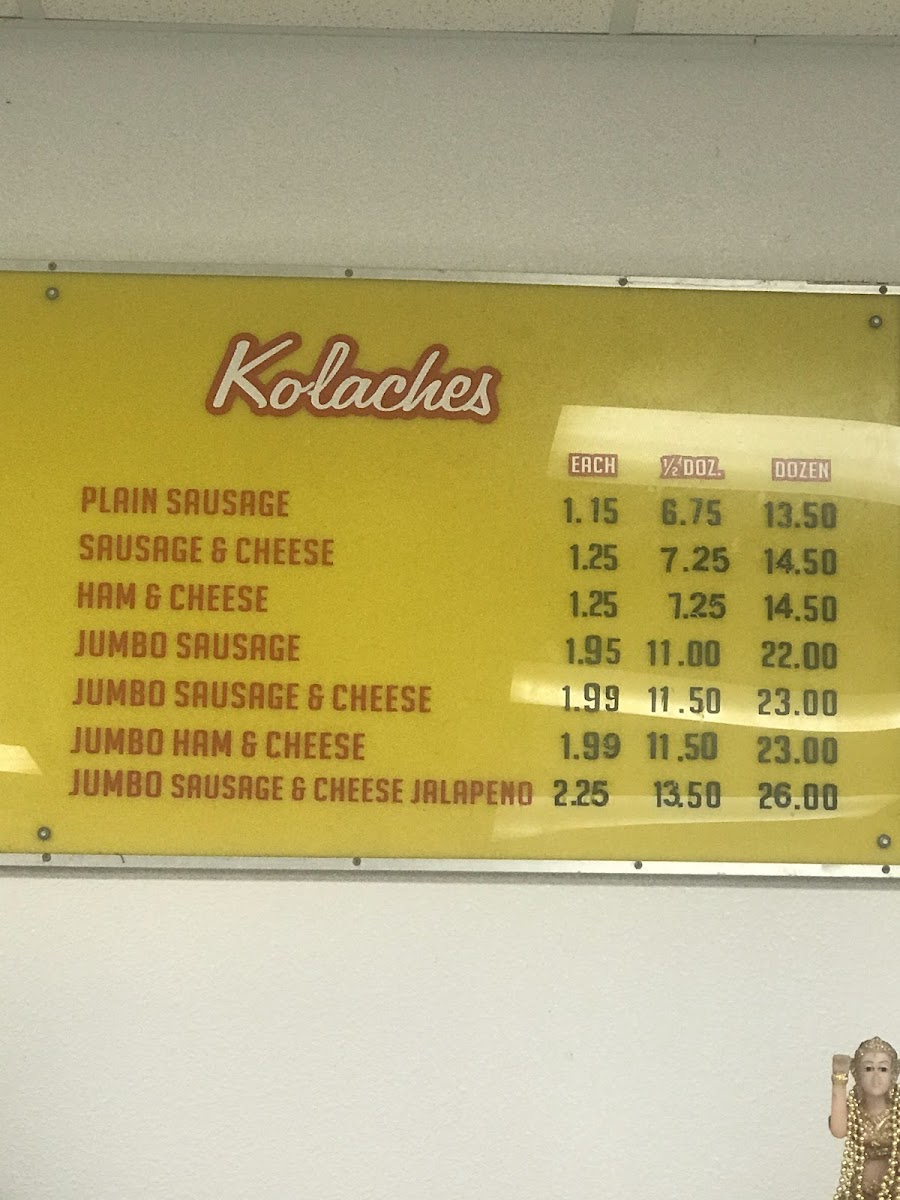 Kolaches
EACH ½ DOZ. DOZEN
PLAIN SAUSAGE 1.15 6.75 13.50
SAUSAGE & CHEESE 1.25 7.25 14.50
HAM & CHEESE 1.25 7.25 14.50
JUMBO SAUSAGE 1.95 11.00 22.00
JUMBO SAUSAGE & CHEESE 1.99 11.50 23.00
JUMBO HAM & CHEESE 1.99 11.50 23.00
JUMBO SAUSAGE & CHEESE JALAPENO 2.25 13.50 26.00